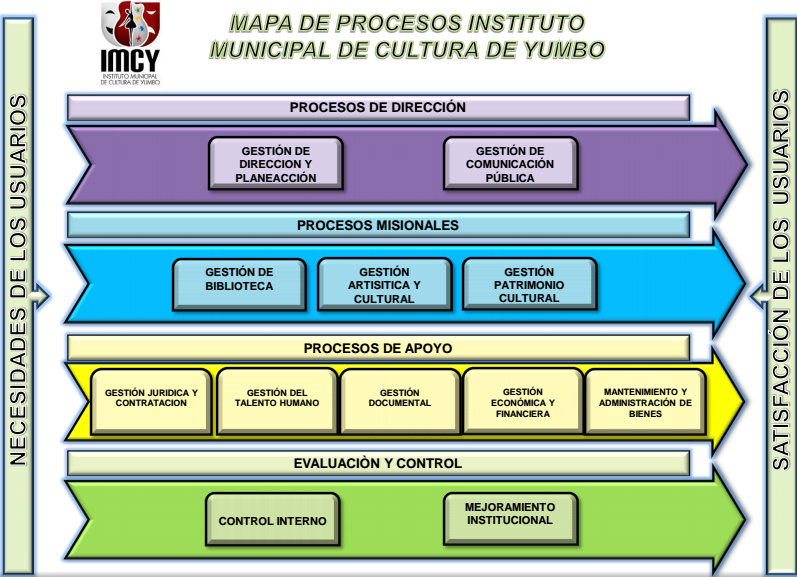 MAPA DE PROCESOS INSTITUTO
MUNICIPAL DE CULTURA DE YUMBO
IMCY
INSTITUTO MUNICIPAL
DE CULTURA DE YUMBO
NECESIDADES DE LOS USUARIOS
PROCESOS DE DIRECCIÓN
GESTIÓN DE
DIRECCION Y
PLANEACCIÓN
GESTIÓN DE
COMUNICACIÓN
PÚBLICA
PROCESOS MISIONALES
GESTIÓN DE
BIBLIOTECA
GESTIÓN
ARTISITICA Y
CULTURAL
GESTIÓN
PATRIMONIO
CULTURAL
PROCESOS DE APOYO
GESTIÓN JURIDICA Y
CONTRATACION
GESTIÓN DEL
TALENTO HUMANO
GESTIÓN
DOCUMENTAL
GESTIÓN
ECONÓMICA Y
FINANCIERA
MANTENIMIENTO Y
ADMINISTRACIÓN DE
BIENES
EVALUACIÒN Y CONTROL
CONTROL INTERNO
MEJORAMIENTO
INSTITUCIONAL
SATISFACCIÓN DE LOS USUARIOS